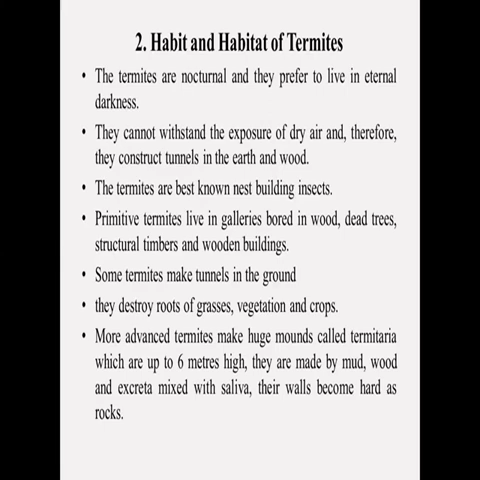 2. Habit and Habitat of Termites
• The termites are nocturnal and they prefer to live in eternal
darkness.
• They cannot withstand the exposure of dry air and, therefore,
they construct tunnels in the earth and wood.
• The termites are best known nest building insects.
• Primitive termites live in galleries bored in wood, dead trees,
structural timbers and wooden buildings.
• Some termites make tunnels in the ground
• they destroy roots of grasses, vegetation and crops.
• More advanced termites make huge mounds called termitaria
which are up to 6 metres high, they are made by mud, wood
and excreta mixed with saliva, their walls become hard as
rocks.